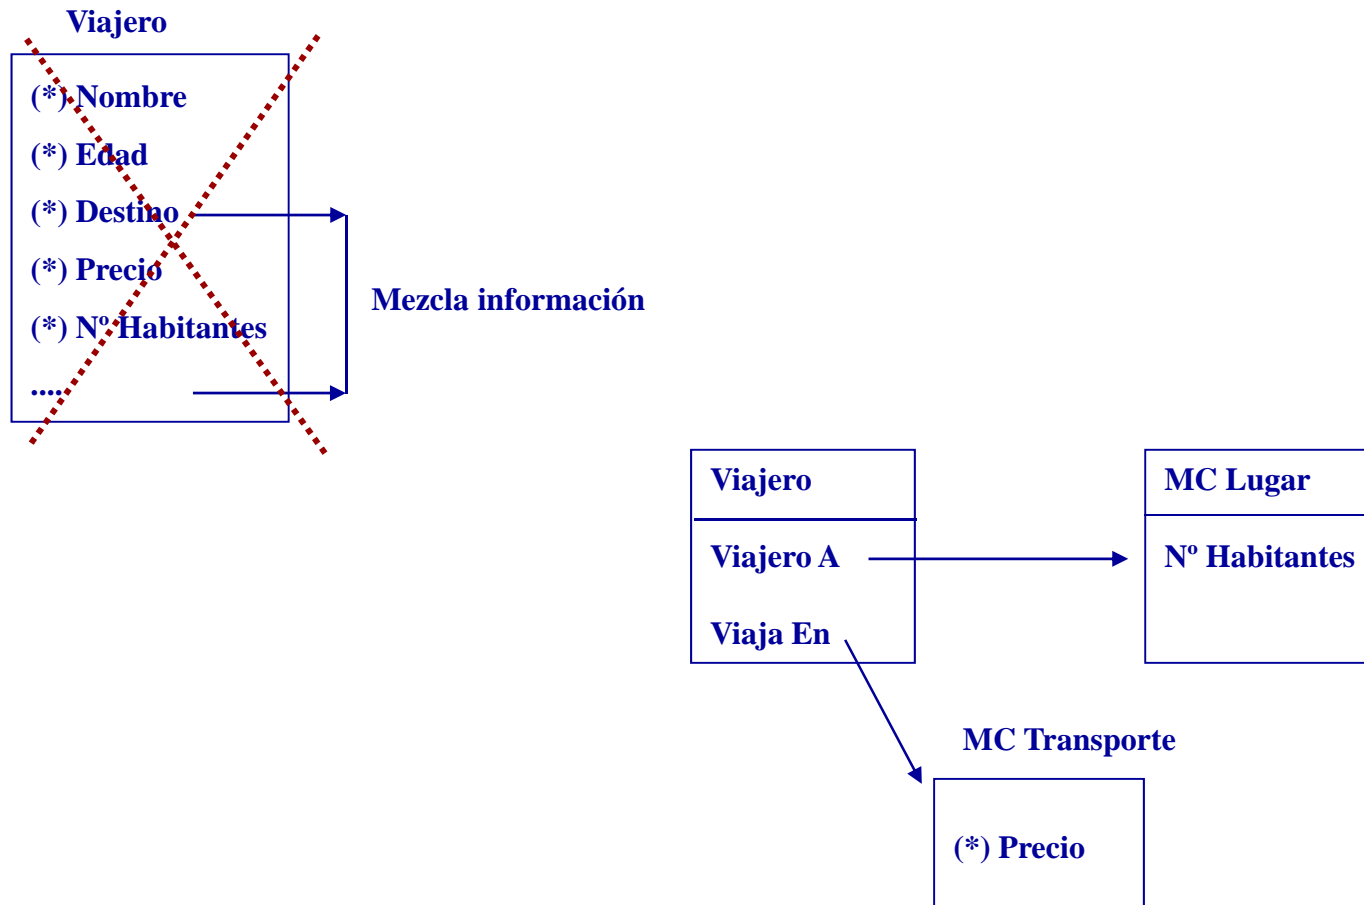 Viajero
(*) Nombre
(*) Edad
(*) Destino
(*) Precio
(*) Nº Habitantes
.....
Mezcla información
Viajero
Viajero A
Viaja En
MC Lugar
Nº Habitantes
MC Transporte
(*) Precio